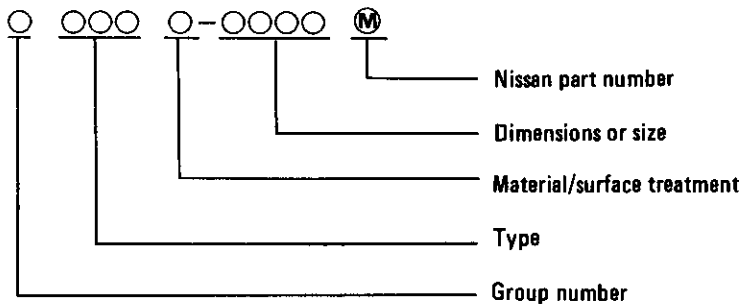 ○ ○○○ ○-○○○○ Ⓜ
Nissan part number
Dimensions or size
Material/surface treatment
Type
Group number